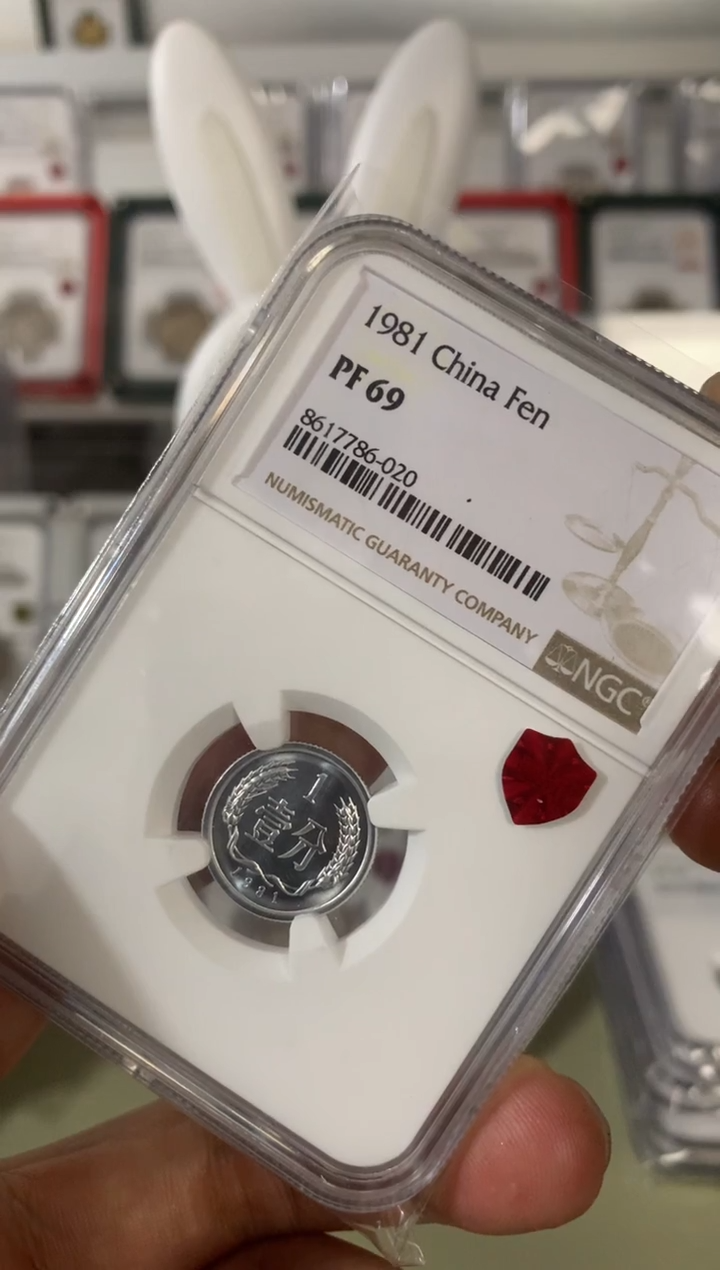 1981 China Fen
PF 69
8617786-020
NUMISMATIC GUARANTY COMPANY
NGC
1
壹分
1981